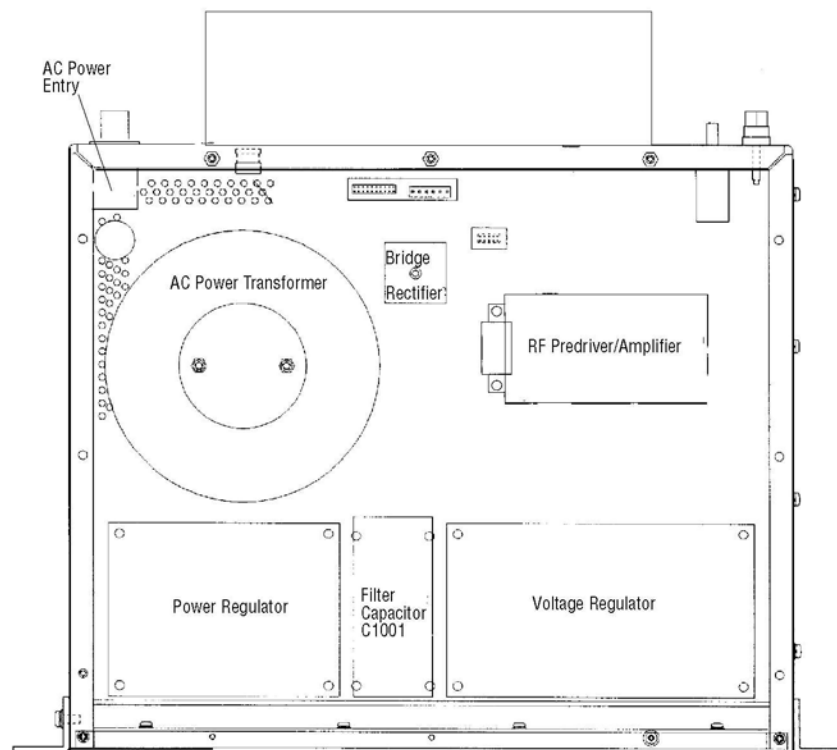 AC Power
Entry
AC Power Transformer
Bridge
Rectifier
RF Predriver/Amplifier
Power Regulator
Filter
Capacitor
C1001
Voltage Regulator